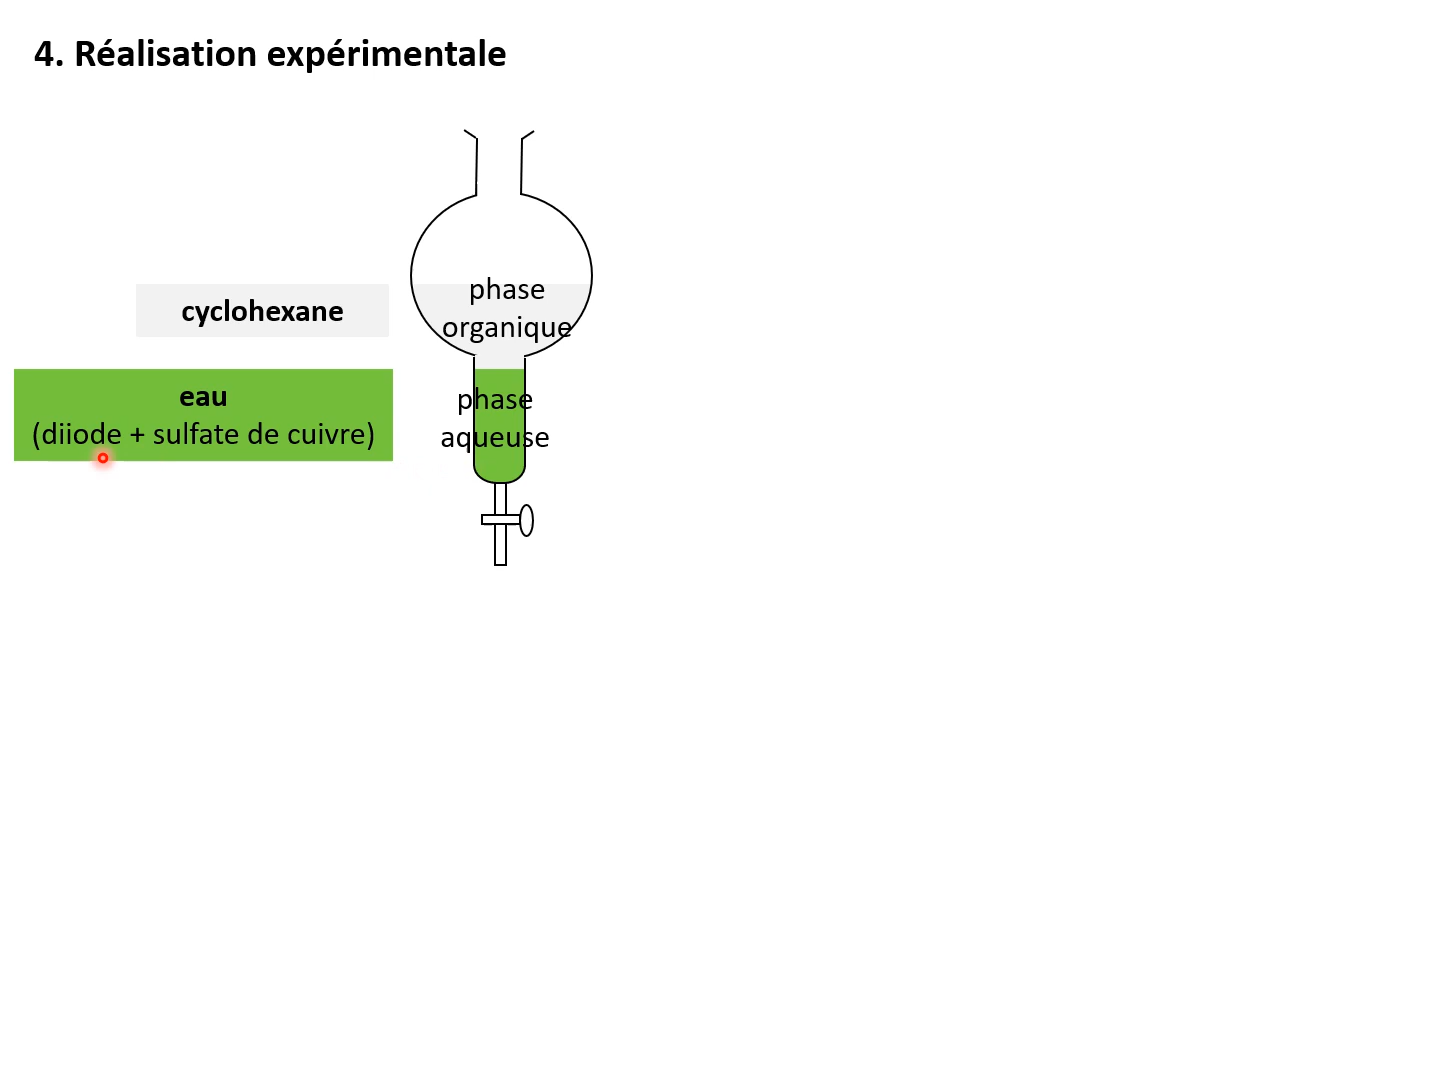 4. Réalisation expérimentale
phase
organique
cyclohexane
eau
(diiode + sulfate de cuivre)
phase
aqueuse